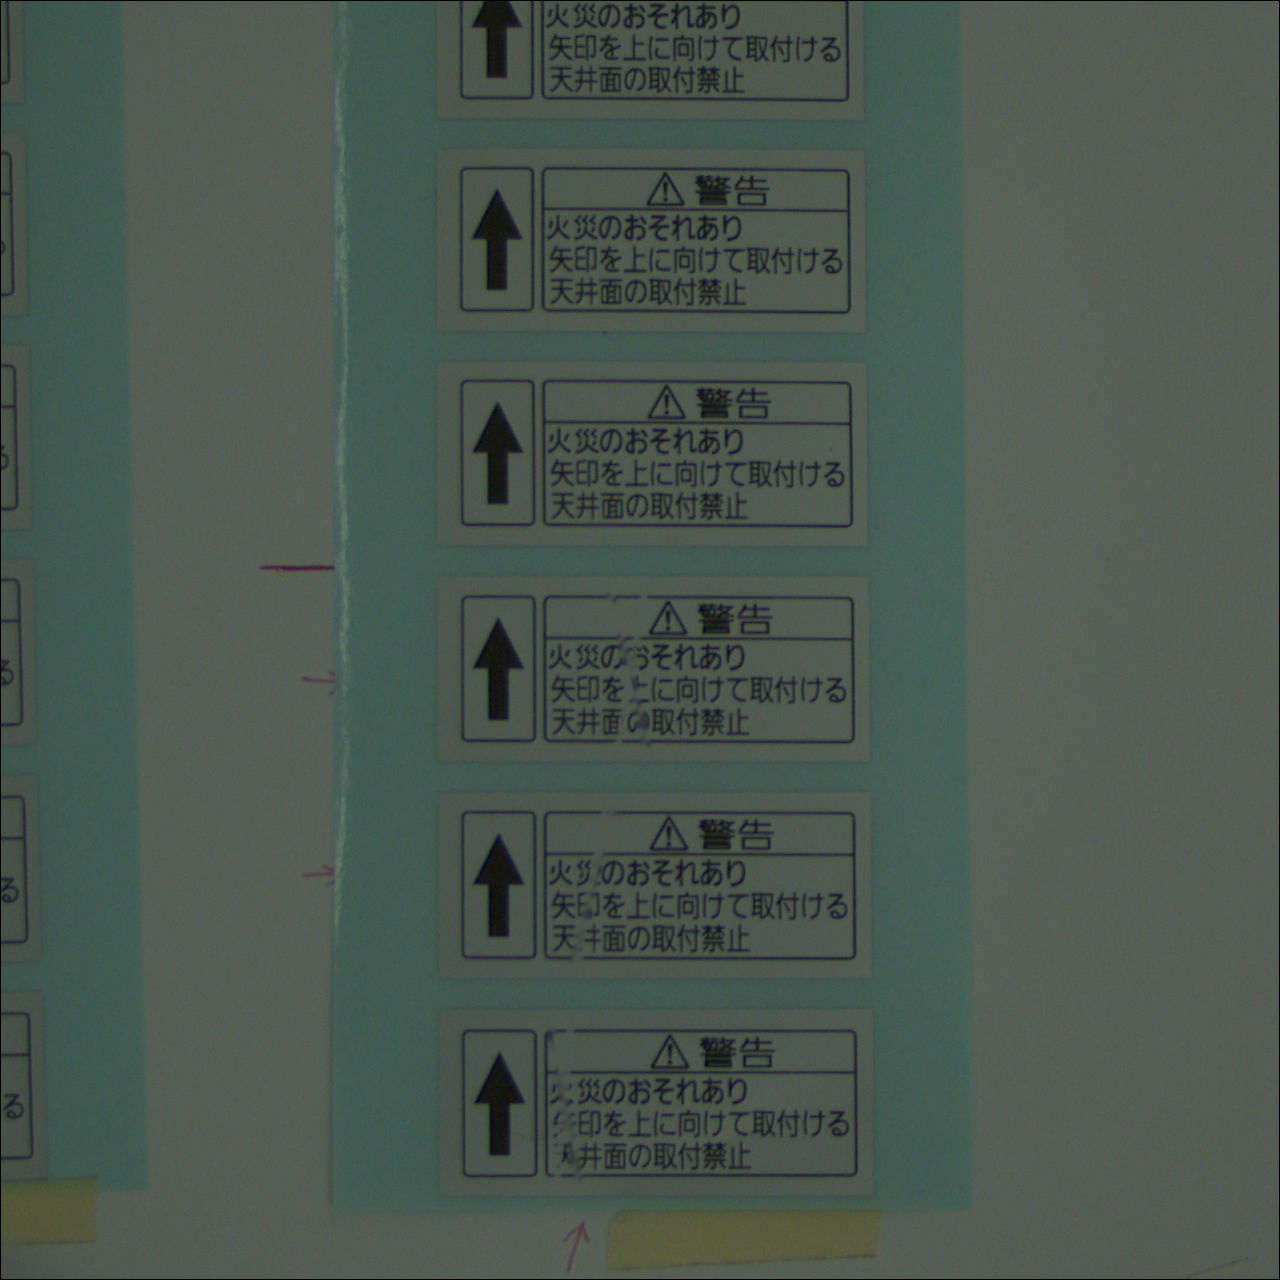 火災のおそれあり
矢印を上に向けて取付ける
天井面の取付禁止
警告
火災のおそれあり
矢印を上に向けて取付ける
天井面の取付禁止
警告
火災のおそれあり
矢印を上に向けて取付ける
天井面の取付禁止
警告
火災のおそれあり
矢印を上に向けて取付ける
天井面の取付禁止
警告
火災のおそれあり
矢印を上に向けて取付ける
天井面の取付禁止
警告
火災のおそれあり
矢印を上に向けて取付ける
天井面の取付禁止
る
る
る
る
る